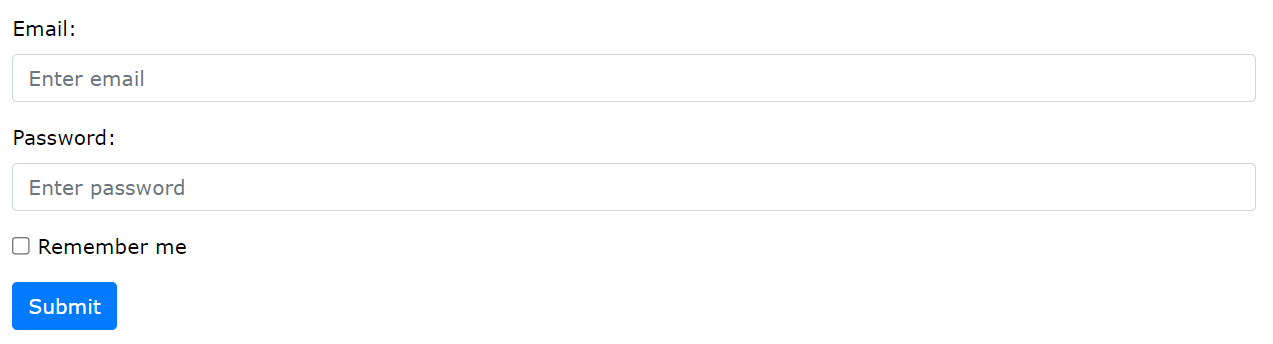 Email:
Enter email
Password:
Enter password
Remember me
Submit